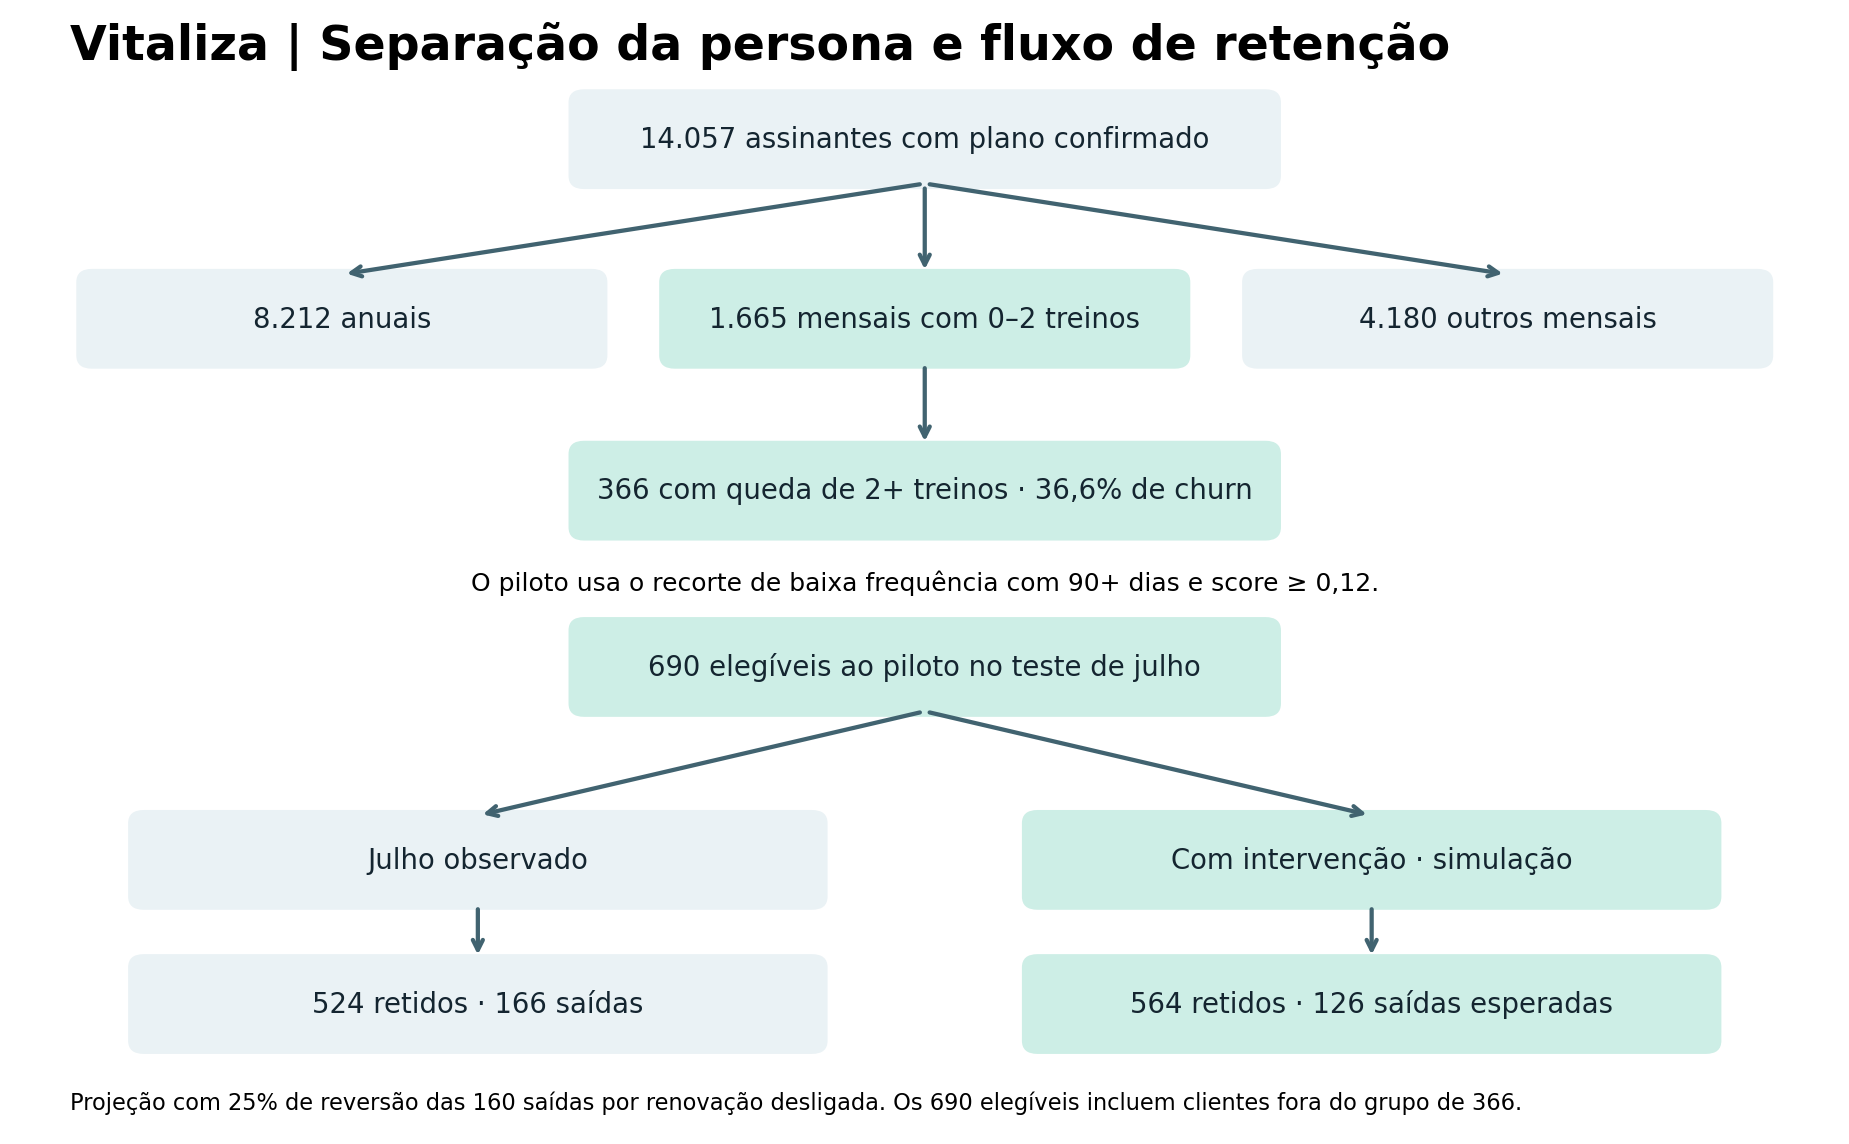 Vitaliza | Separação da persona e fluxo de retenção
14.057 assinantes com plano confirmado
8.212 anuais
1.665 mensais com 0–2 treinos
4.180 outros mensais
366 com queda de 2+ treinos · 36,6% de churn
O piloto usa o recorte de baixa frequência com 90+ dias e score ≥ 0,12.
690 elegíveis ao piloto no teste de julho
Julho observado
Com intervenção · simulação
524 retidos · 166 saídas
564 retidos · 126 saídas esperadas
Projeção com 25% de reversão das 160 saídas por renovação desligada. Os 690 elegíveis incluem clientes fora do grupo de 366.